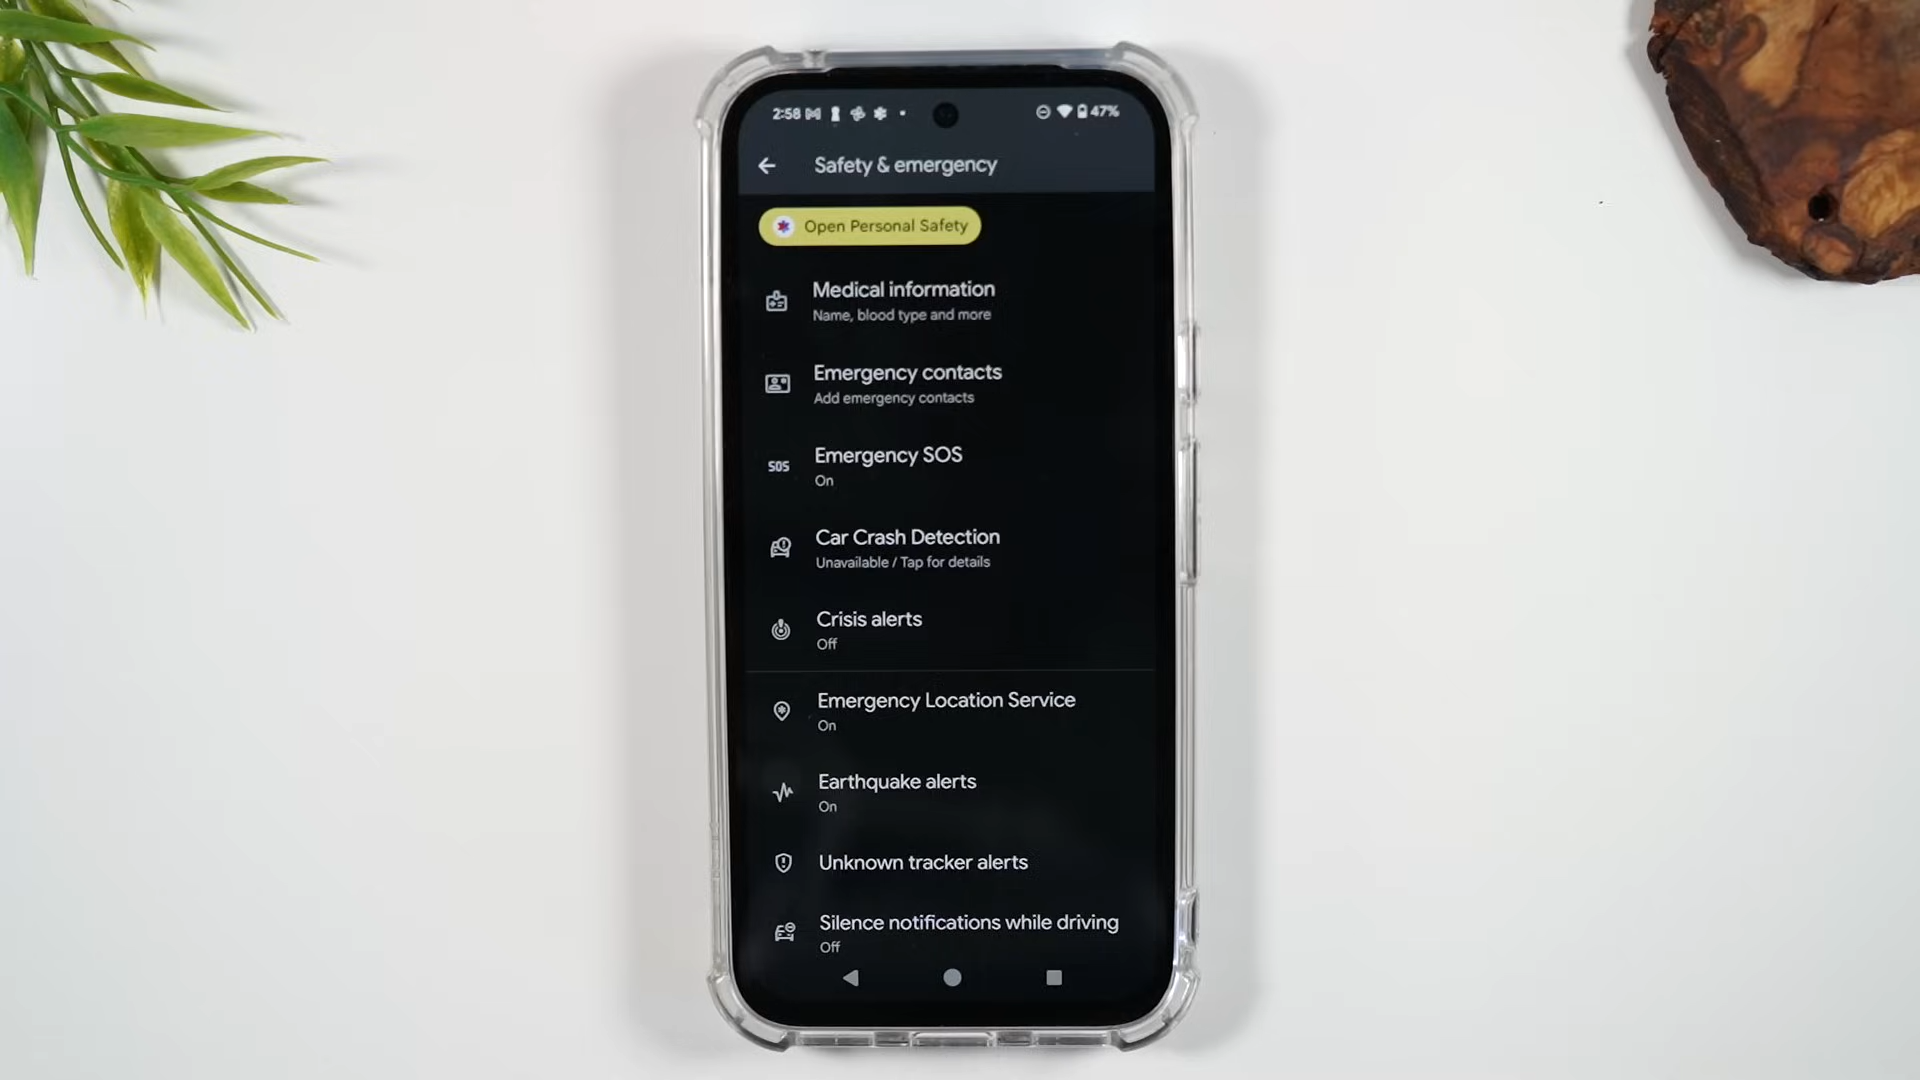 2:58 47%
Safety & emergency
Open Personal Safety
Medical information
Name, blood type and more
Emergency contacts
Add emergency contacts
SOS
Emergency SOS
On
Car Crash Detection
Unavailable / Tap for details
Crisis alerts
Off
Emergency Location Service
On
Earthquake alerts
On
Unknown tracker alerts
Silence notifications while driving
Off